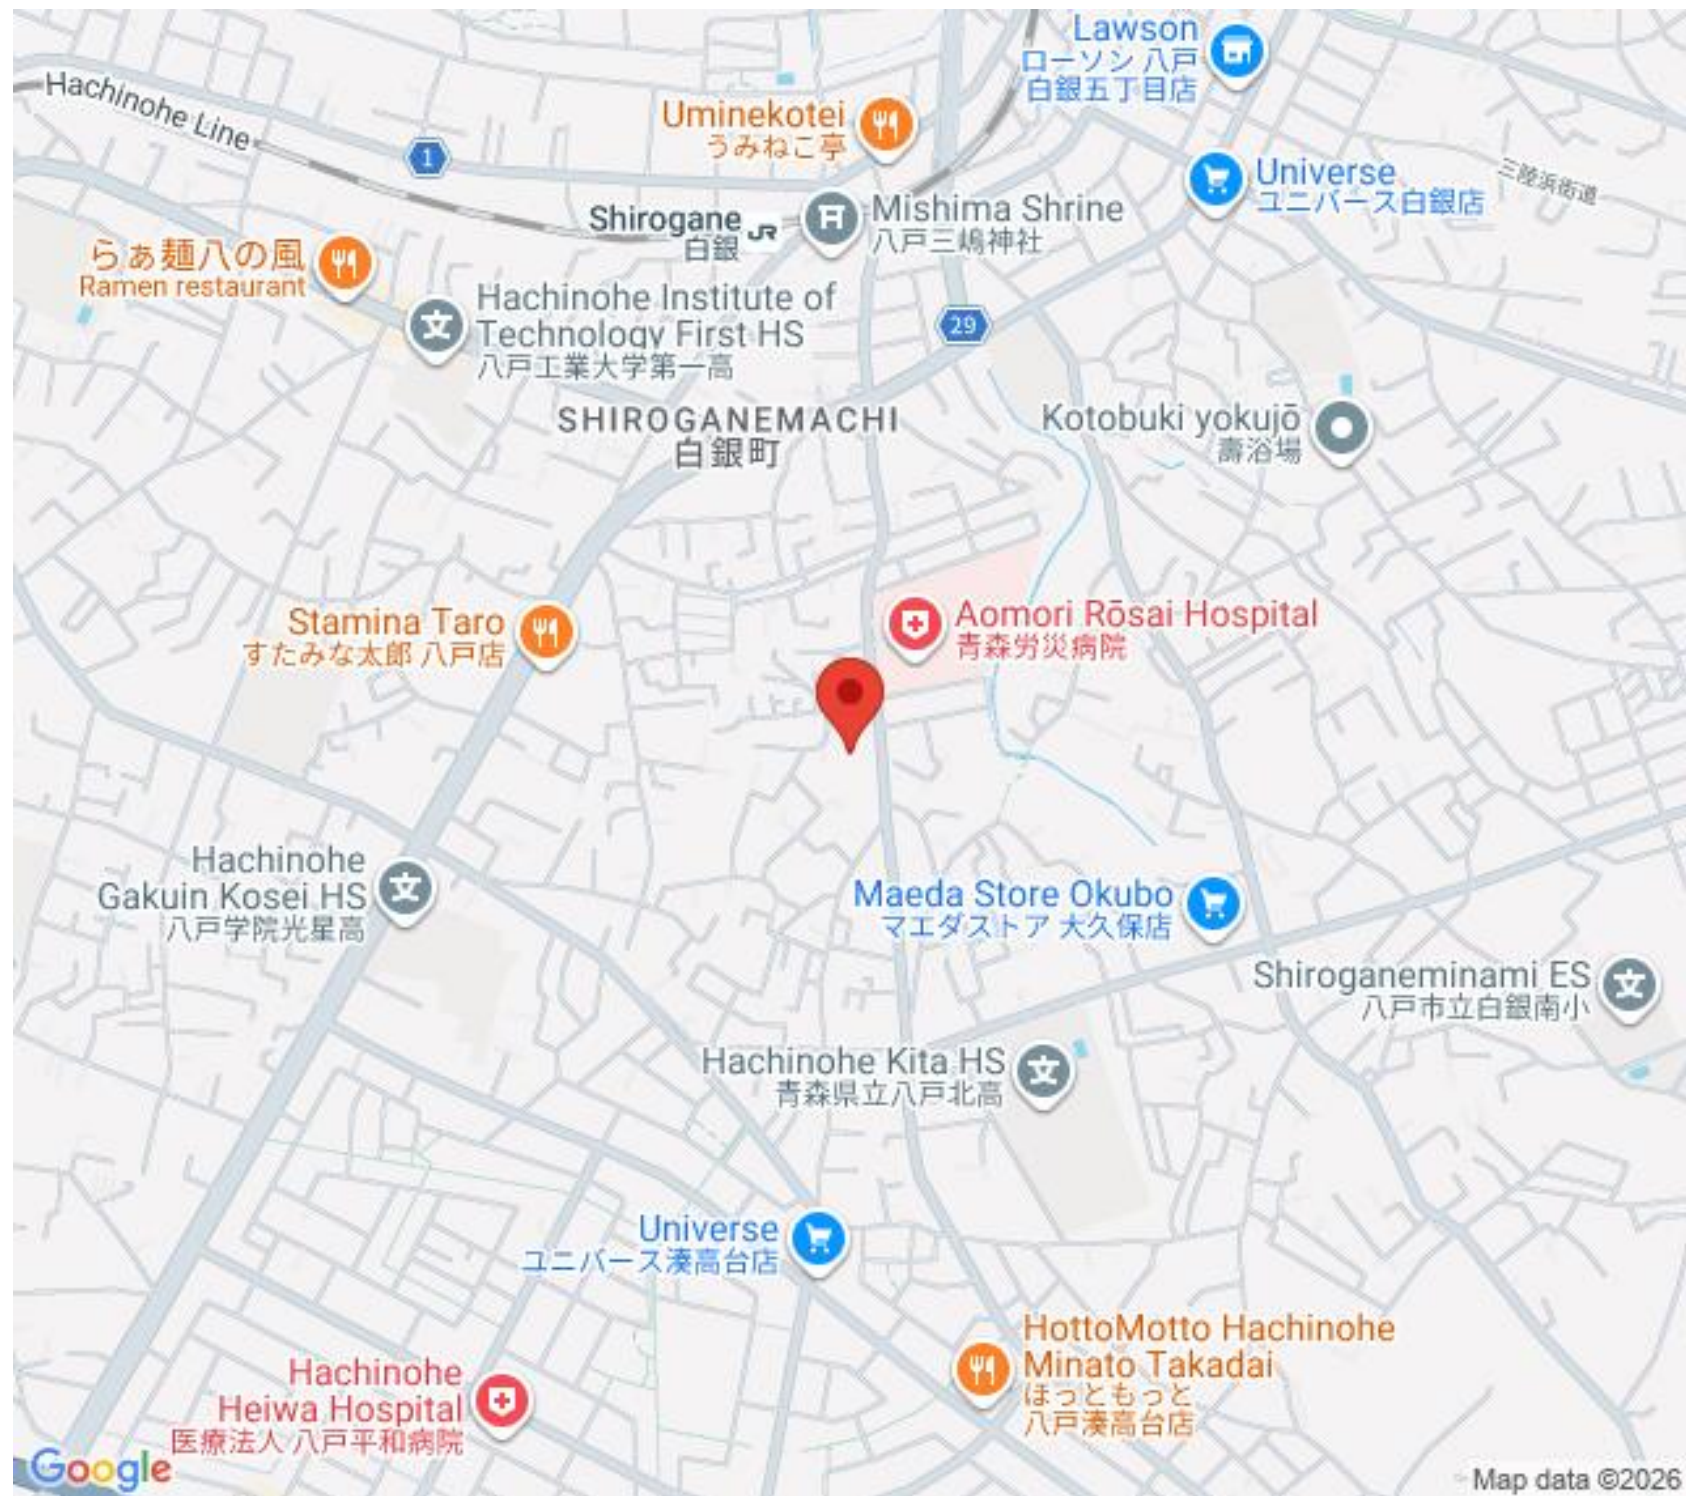 Lawson
ローソン 八戸
白銀五丁目店
Hachinohe Line
1
Uminekotei
うみねこ亭
Universe
ユニバース白銀店
三陸浜街道
Shirogane JR
白銀
Mishima Shrine
八戸三嶋神社
らぁ麺八の風
Ramen restaurant
文
Hachinohe Institute of
Technology First HS
八戸工業大学第一高
29
SHIROGANEMACHI
白銀町
Kotobuki yokujō
壽浴場
Stamina Taro
すたみな太郎 八戸店
Aomori Rōsai Hospital
青森労災病院
Hachinohe
Gakuin Kosei HS
八戸学院光星高
文
Maeda Store Okubo
マエダストア 大久保店
Shiroganeminami ES
八戸市立白銀南小
文
Hachinohe Kita HS
青森県立八戸北高
文
Universe
ユニバース湊高台店
HottoMotto Hachinohe
Minato Takadai
ほっともっと
八戸湊高台店
Hachinohe
Heiwa Hospital
医療法人 八戸平和病院
Google
Map data ©2026